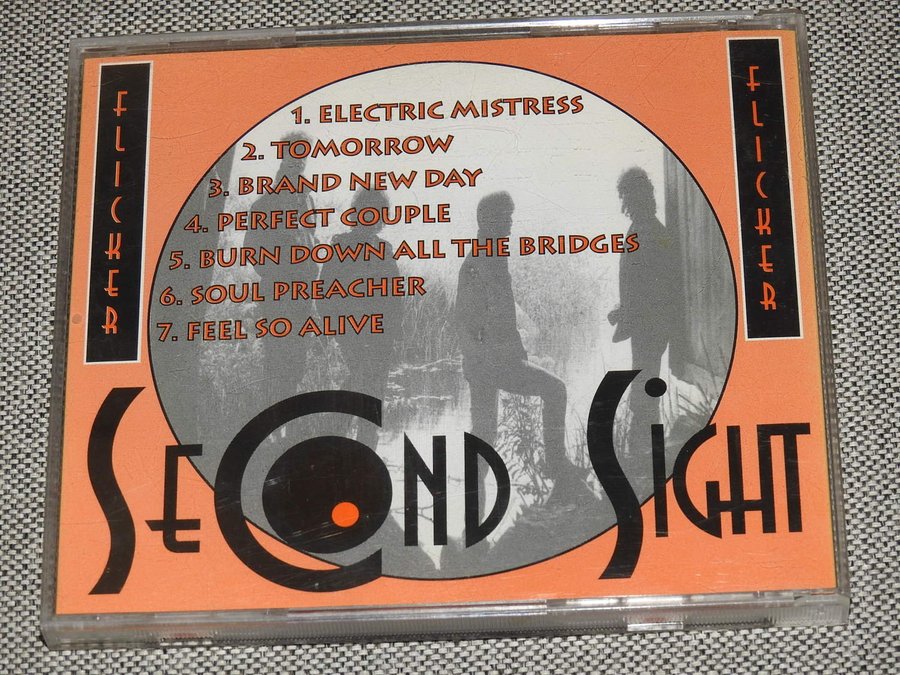 FLICKER
1. ELECTRIC MISTRESS
2. TOMORROW
3. BRAND NEW DAY
4. PERFECT COUPLE
5. BURN DOWN ALL THE BRIDGES
6. SOUL PREACHER
7. FEEL SO ALIVE
FLICKER
SeCOND SiGHT